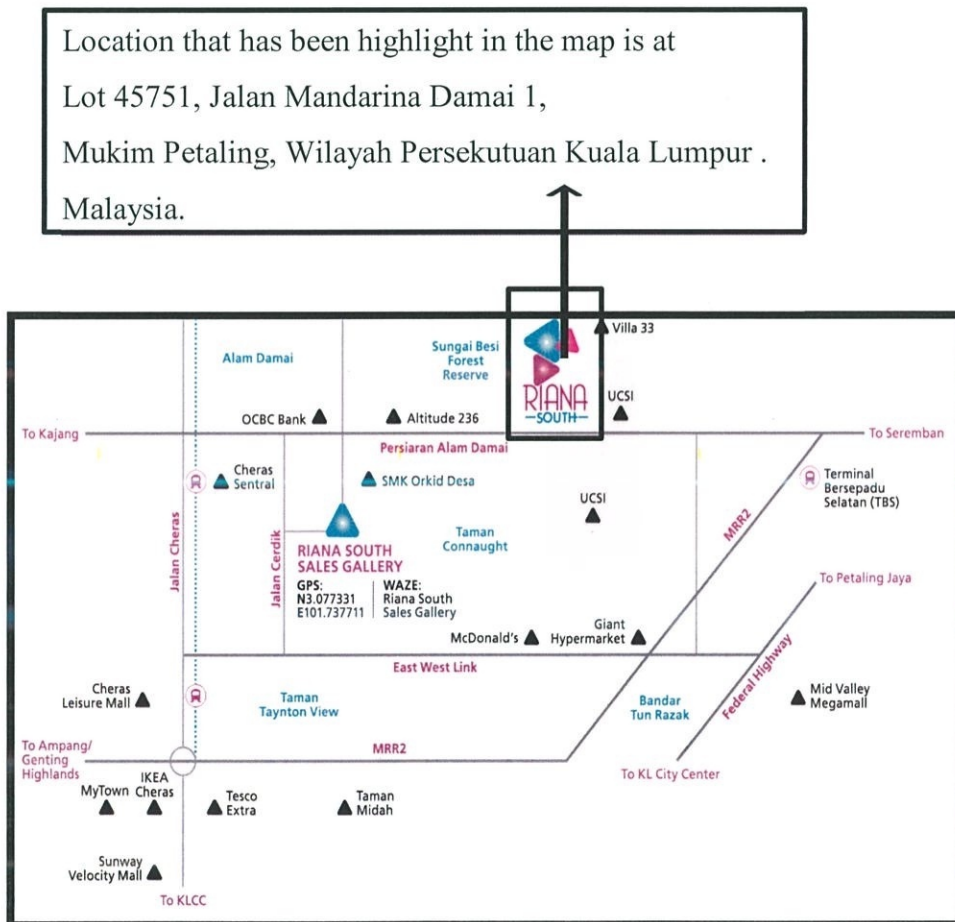 Location that has been highlight in the map is at
Lot 45751, Jalan Mandarina Damai 1,
Mukim Petaling, Wilayah Persekutuan Kuala Lumpur .
Malaysia.
Villa 33
Alam Damai
Sungai Besi
Forest
Reserve
RIANA
SOUTH
UCSI
OCBC Bank
Altitude 236
To Kajang
To Seremban
Persiaran Alam Damai
Cheras
Sentral
SMK Orkid Desa
Terminal
Bersepadu
Selatan (TBS)
UCSI
MRR2
Taman
Connaught
Jalan Cheras
Jalan Cerdik
RIANA SOUTH
SALES GALLERY
GPS:
N3.077331
E101.737711
WAZE:
Riana South
Sales Gallery
To Petaling Jaya
McDonald's
Giant
Hypermarket
East West Link
Federal Highway
Cheras
Leisure Mall
Taman
Taynton View
Bandar
Tun Razak
Mid Valley
Megamall
To Ampang/
Genting
Highlands
MRR2
To KL City Center
MyTown
IKEA
Cheras
Tesco
Extra
Taman
Midah
Sunway
Velocity Mall
To KLCC